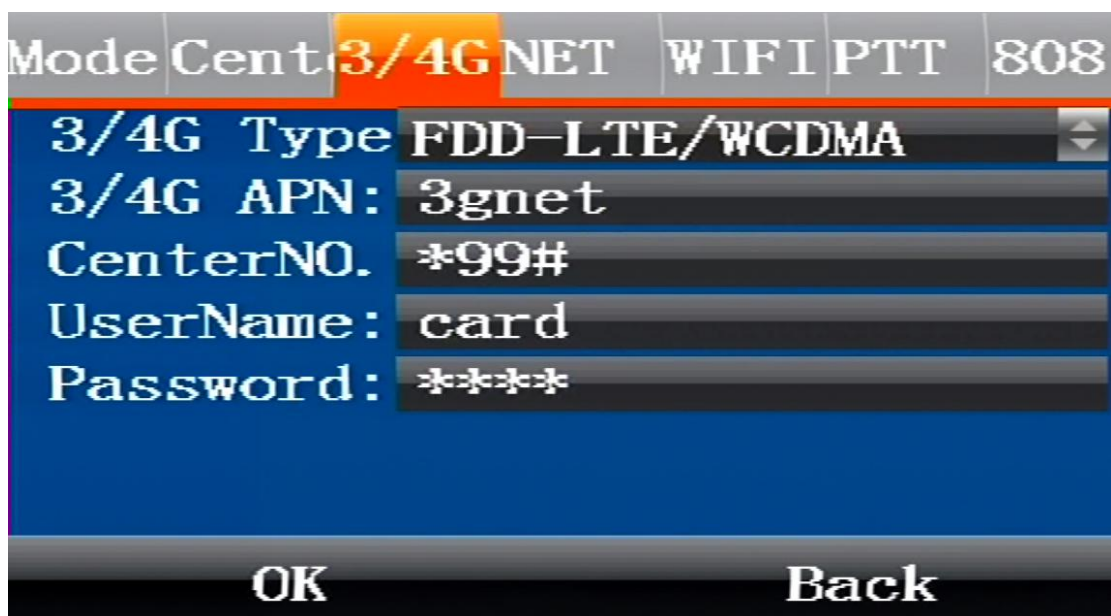 Mode Cent 3/4G NET WIFI PTT 808
3/4G Type FDD-LTE/WCDMA
3/4G APN: 3gnet
CenterNO. *99#
UserName: card
Password: ****
OK Back